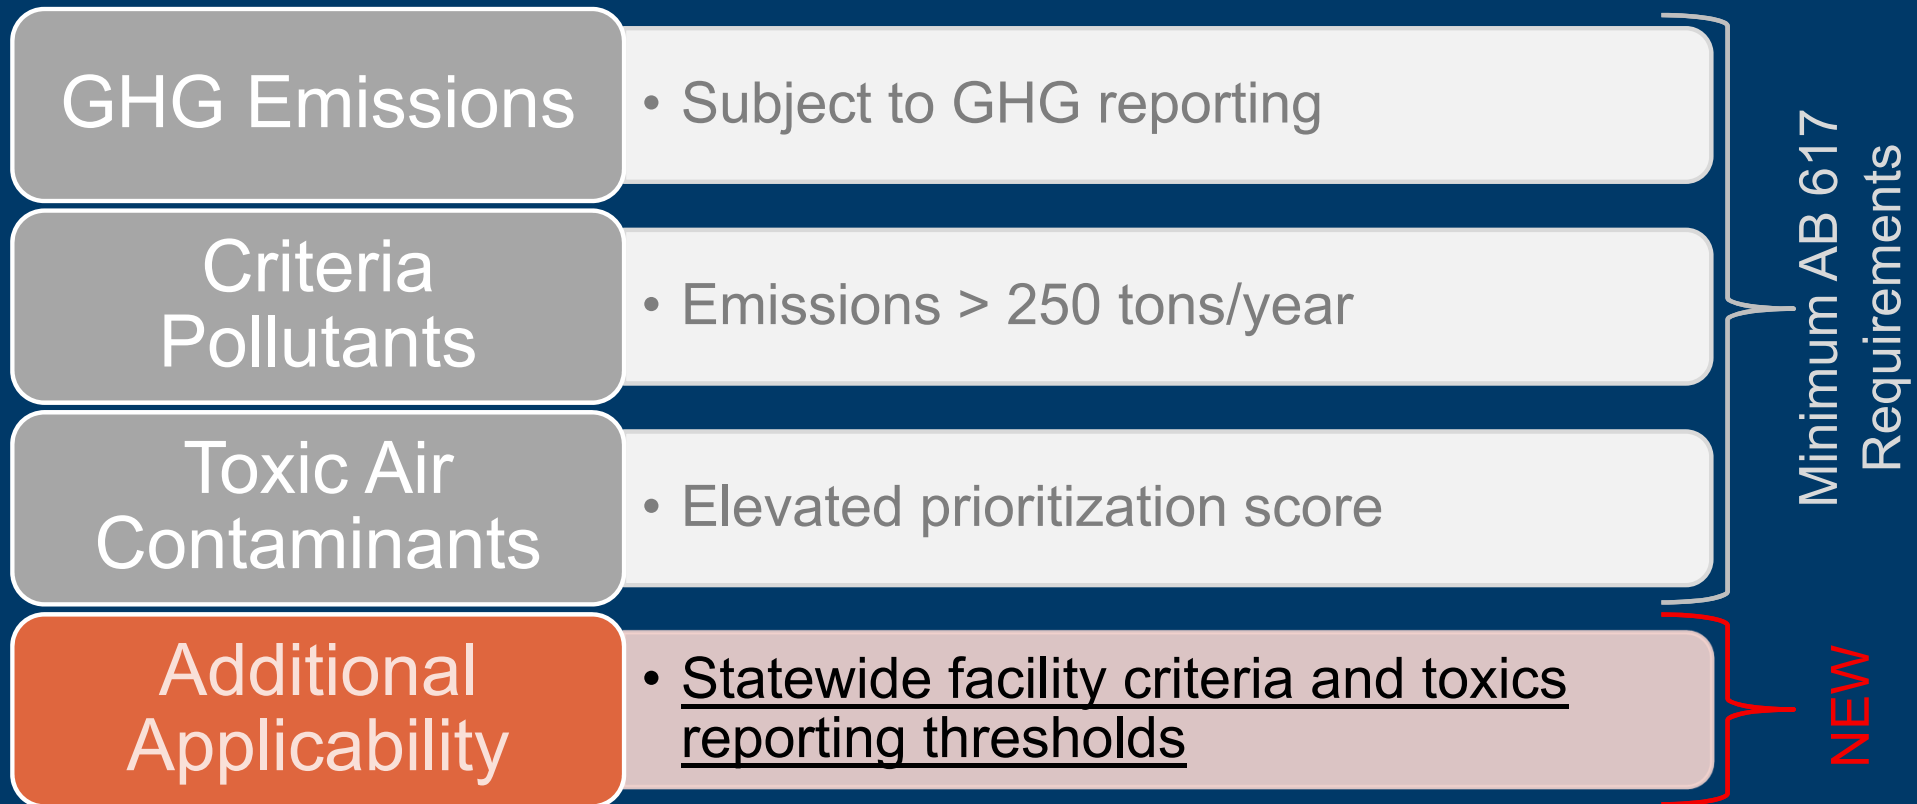 GHG Emissions
• Subject to GHG reporting
Criteria
Pollutants
• Emissions > 250 tons/year
Toxic Air
Contaminants
• Elevated prioritization score
Minimum AB 617
Requirements
Additional
Applicability
• Statewide facility criteria and toxics
reporting thresholds
NEW